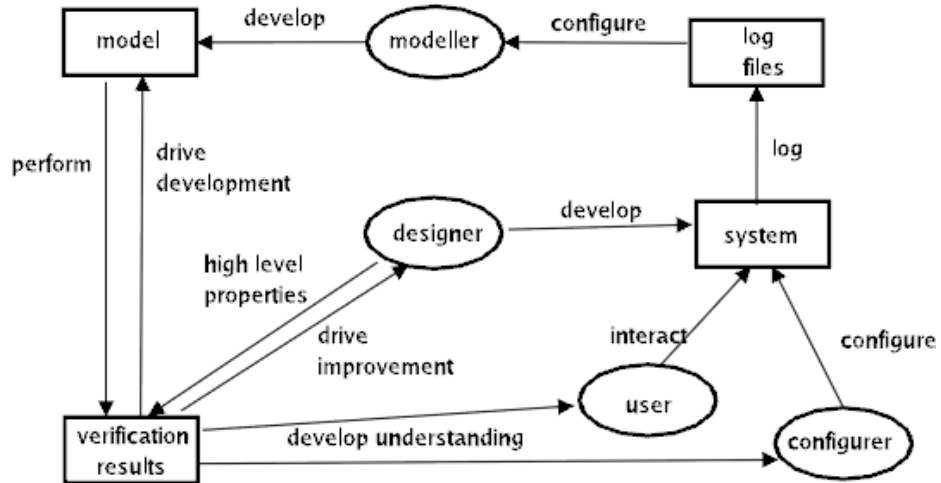 model
develop
modeller
configure
log
files
perform
drive
development
log
designer
develop
system
high level
properties
drive
improvement
interact
configure
user
verification
results
develop understanding
configurer